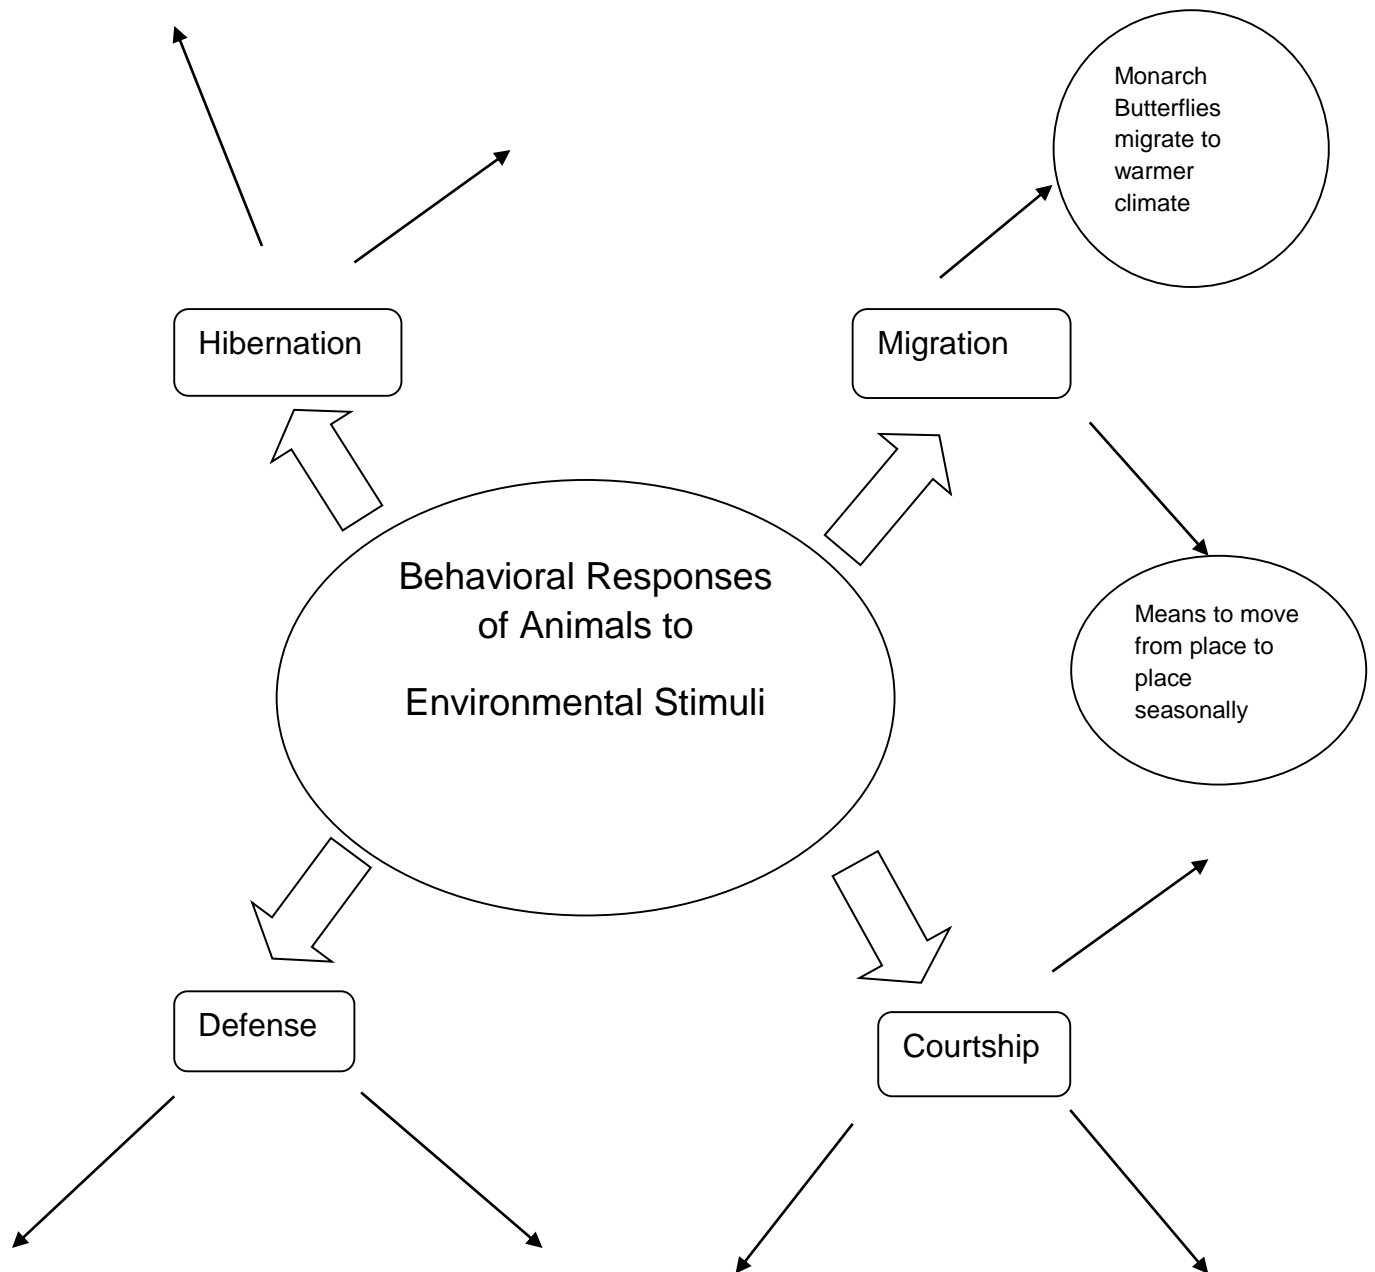 Monarch
Butterflies
migrate to
warmer
climate
Hibernation
Migration
Behavioral Responses
of Animals to
Environmental Stimuli
Means to move
from place to
place
seasonally
Defense
Courtship